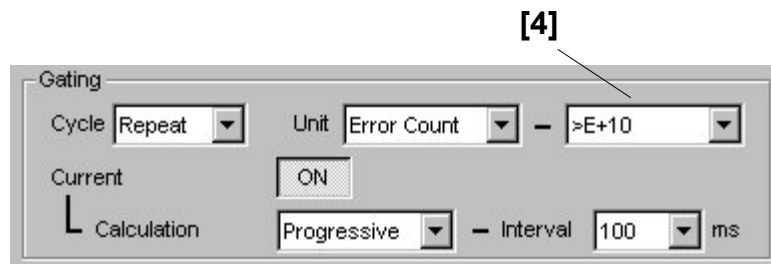 [4]
Gating
Cycle Repeat Unit Error Count – >E+10
Current ON
Calculation Progressive – Interval 100 ms